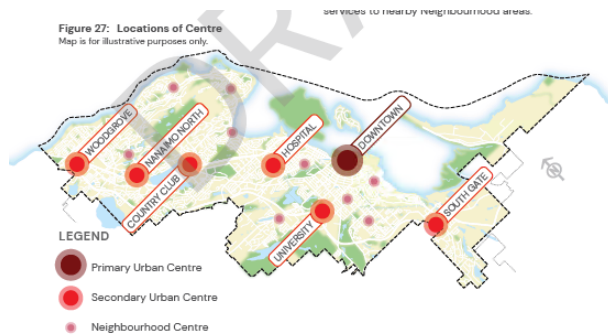 services to nearby Neighbourhood areas.
Figure 27: Locations of Centre
Map is for illustrative purposes only.
DRA
WOODGROVE
NANAIMO NORTH
COUNTRY CLUB
HOSPITAL
DOWNTOWN
UNIVERSITY
SOUTH GATE
LEGEND
Primary Urban Centre
Secondary Urban Centre
Neighbourhood Centre